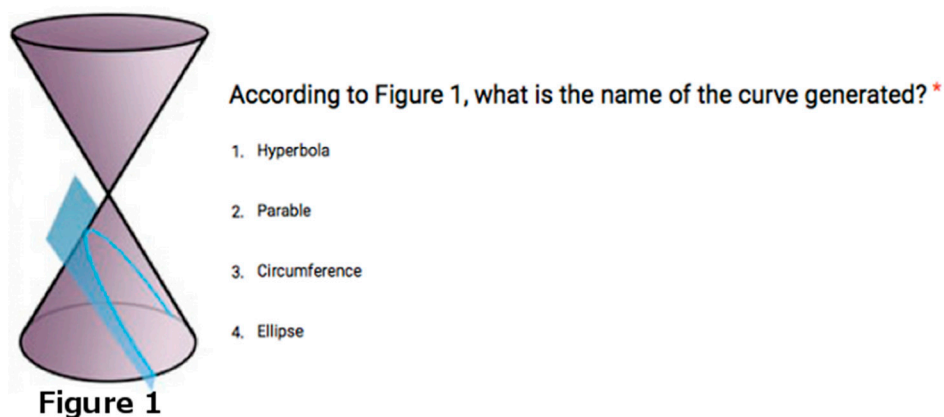 According to Figure 1, what is the name of the curve generated? *
1. Hyperbola
2. Parable
3. Circumference
4. Ellipse
Figure 1